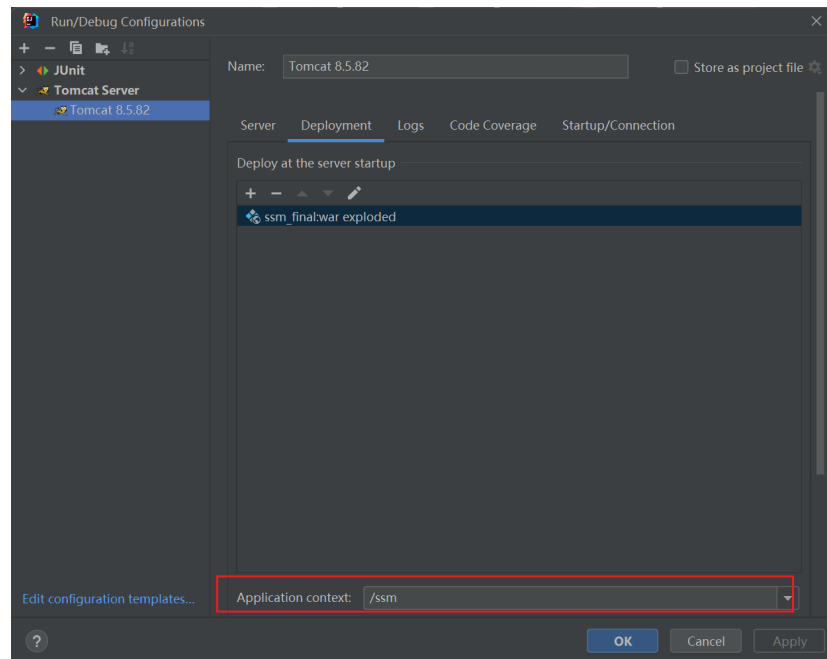 Run/Debug Configurations
JUnit
Tomcat Server
Tomcat 8.5.82
Edit configuration templates...
Name: Tomcat 8.5.82
Store as project file
Server Deployment Logs Code Coverage Startup/Connection
Deploy at the server startup
ssm_final:war exploded
Application context: /ssm
?
OK Cancel Apply